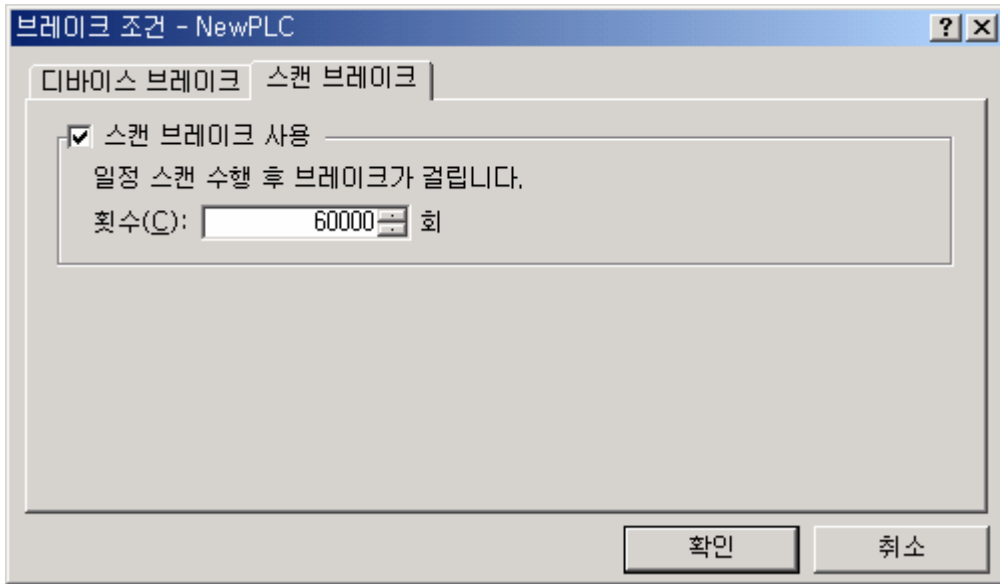 브레이크 조건 - NewPLC
디바이스 브레이크 스캔 브레이크
스캔 브레이크 사용
일정 스캔 수행 후 브레이크가 걸립니다.
횟수(C): 60000 회
확인 취소